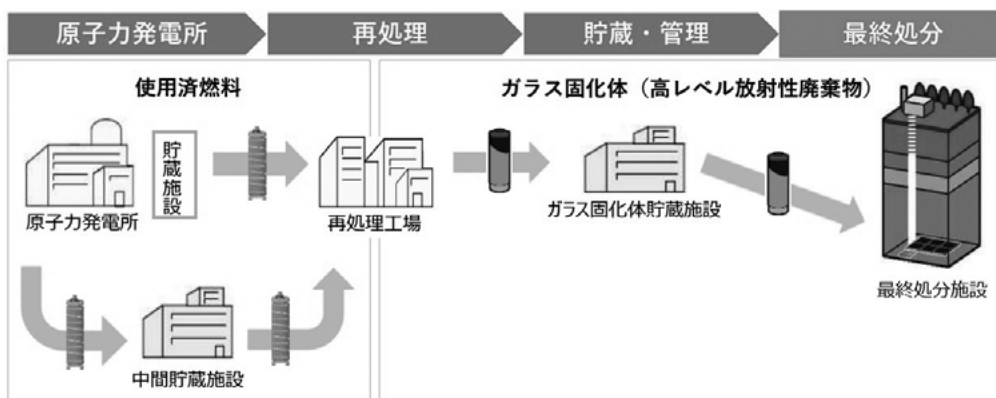 原子力発電所
再処理
貯蔵・管理
最終処分
使用済燃料
ガラス固化体（高レベル放射性廃棄物）
貯蔵施設
原子力発電所
再処理工場
ガラス固化体貯蔵施設
最終処分施設
中間貯蔵施設